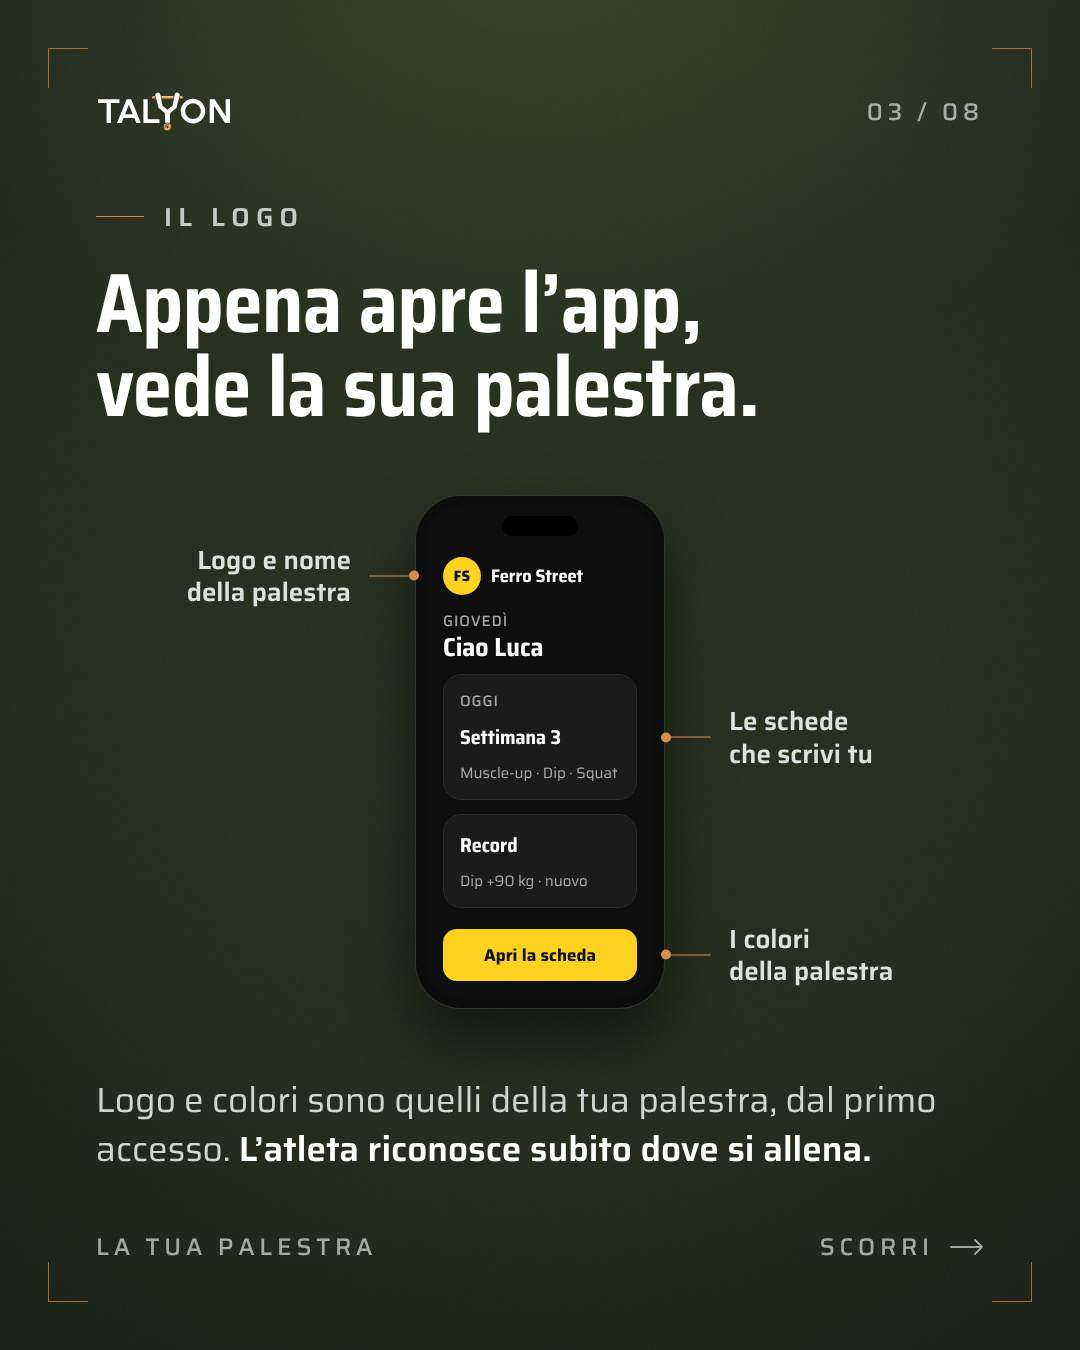 TALYON
03 / 08
IL LOGO
Appena apre l’app,
vede la sua palestra.
Logo e nome
della palestra
FS
Ferro Street
GIOVEDÌ
Ciao Luca
OGGI
Settimana 3
Muscle-up · Dip · Squat
Le schede
che scrivi tu
Record
Dip +90 kg · nuovo
Apri la scheda
I colori
della palestra
Logo e colori sono quelli della tua palestra, dal primo
accesso. L’atleta riconosce subito dove si allena.
LA TUA PALESTRA
SCORRI